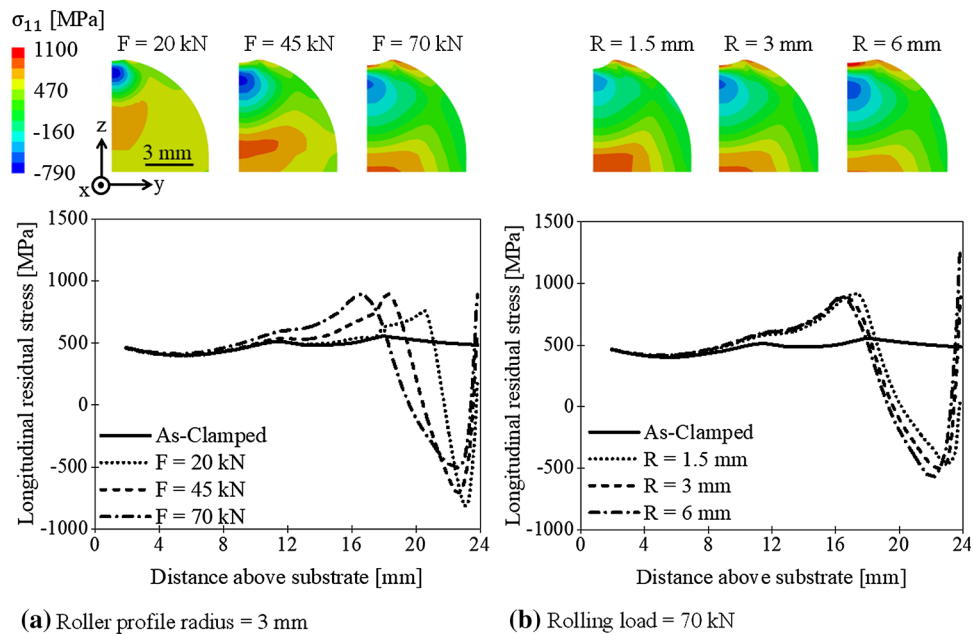 σ₁₁ [MPa]
1100
470
-160
-790
F = 20 kN
F = 45 kN
F = 70 kN
R = 1.5 mm
R = 3 mm
R = 6 mm
z
y
x
3 mm
Longitudinal residual stress [MPa]
1500
1000
500
0
-500
-1000
As-Clamped
F = 20 kN
F = 45 kN
F = 70 kN
0 4 8 12 16 20 24
Distance above substrate [mm]
(a) Roller profile radius = 3 mm
Longitudinal residual stress [MPa]
1500
1000
500
0
-500
-1000
As-Clamped
R = 1.5 mm
R = 3 mm
R = 6 mm
0 4 8 12 16 20 24
Distance above substrate [mm]
(b) Rolling load = 70 kN